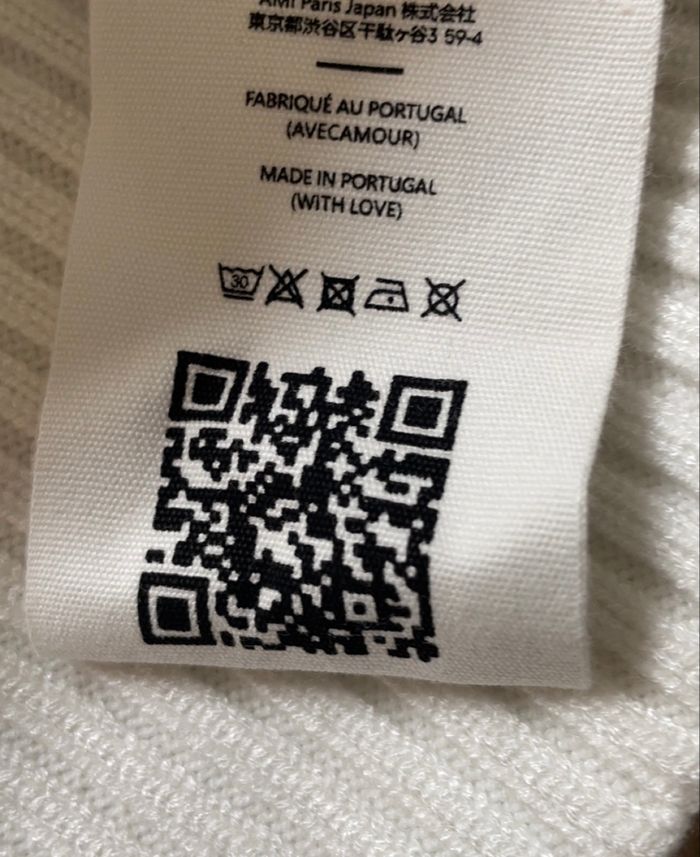 AMI Paris Japan 株式会社
東京都渋谷区千駄ヶ谷3 59-4
FABRIQUÉ AU PORTUGAL
(AVECAMOUR)
MADE IN PORTUGAL
(WITH LOVE)
30